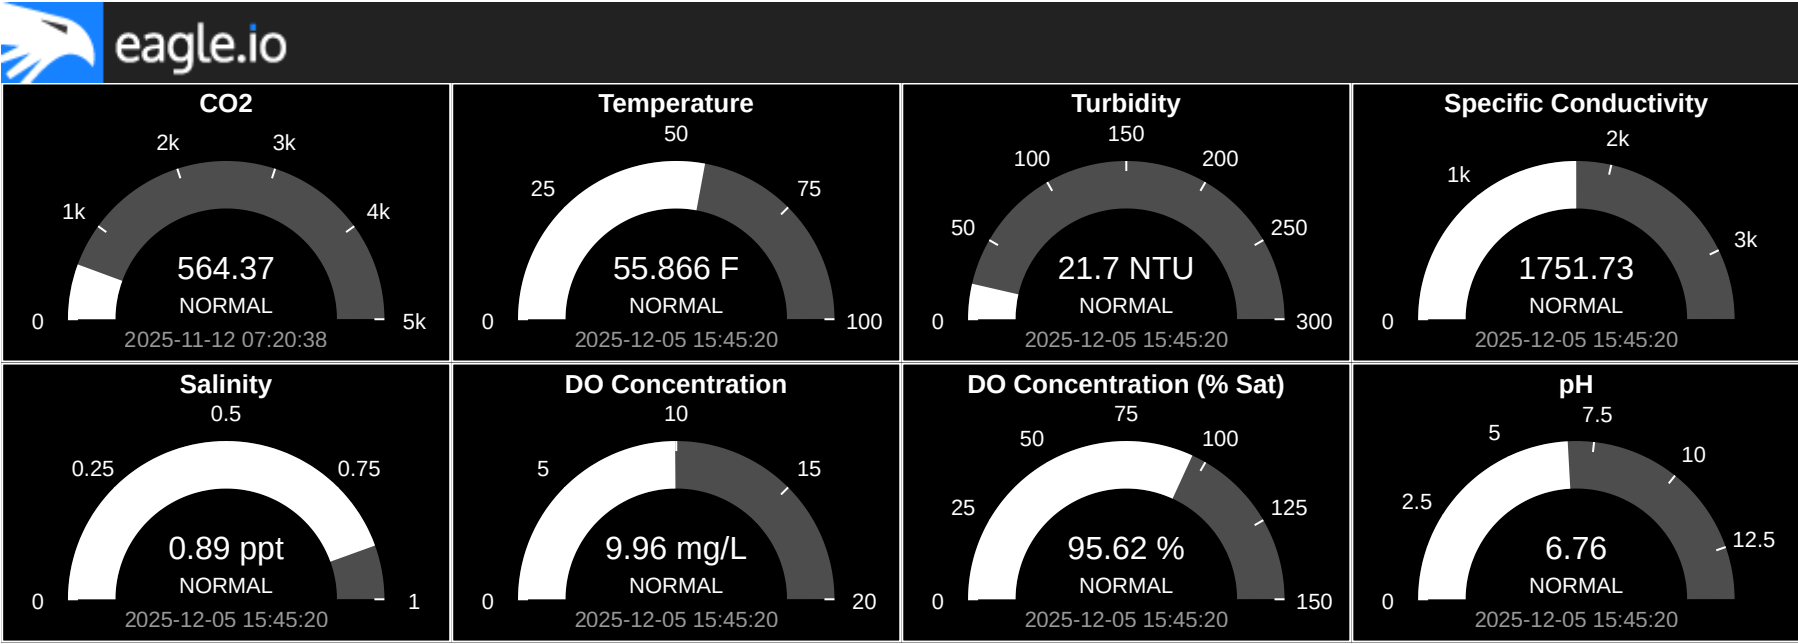 eagle.io
CO2
2k 3k
1k 4k
564.37
NORMAL
0 5k
2025-11-12 07:20:38
Temperature
50
25 75
55.866 F
NORMAL
0 100
2025-12-05 15:45:20
Turbidity
150
100 200
50 250
21.7 NTU
NORMAL
0 300
2025-12-05 15:45:20
Specific Conductivity
2k
1k
3k
1751.73
NORMAL
0
2025-12-05 15:45:20
Salinity
0.5
0.25 0.75
0.89 ppt
NORMAL
0 1
2025-12-05 15:45:20
DO Concentration
10
5 15
9.96 mg/L
NORMAL
0 20
2025-12-05 15:45:20
DO Concentration (% Sat)
75
50 100
25 125
95.62 %
NORMAL
0 150
2025-12-05 15:45:20
pH
7.5
5
10
2.5
12.5
6.76
NORMAL
0
2025-12-05 15:45:20